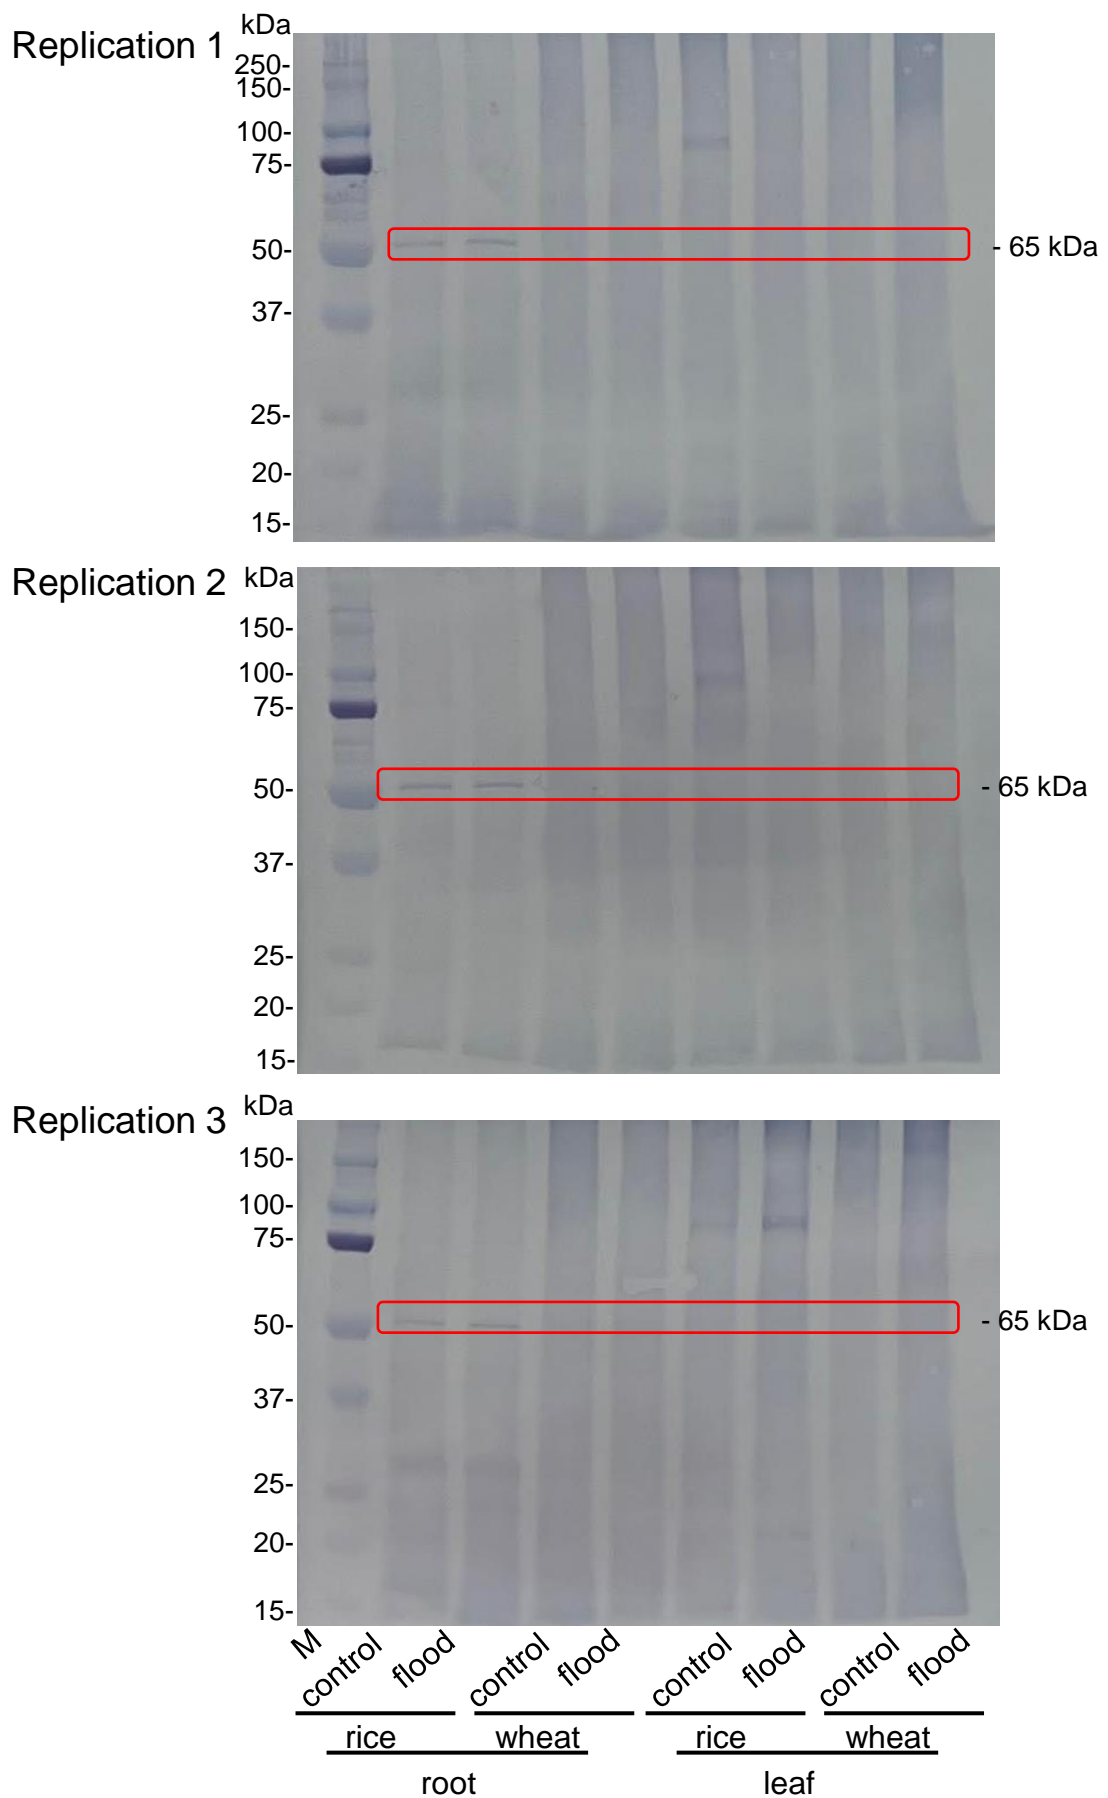 Replication 1
kDa
250-
150-
100-
75-
50-
- 65 kDa
37-
25-
20-
15-
Replication 2
kDa
150-
100-
75-
50-
- 65 kDa
37-
25-
20-
15-
Replication 3
kDa
150-
100-
75-
50-
- 65 kDa
37-
25-
20-
15-
M control flood control flood control flood control flood
rice wheat rice wheat
root leaf